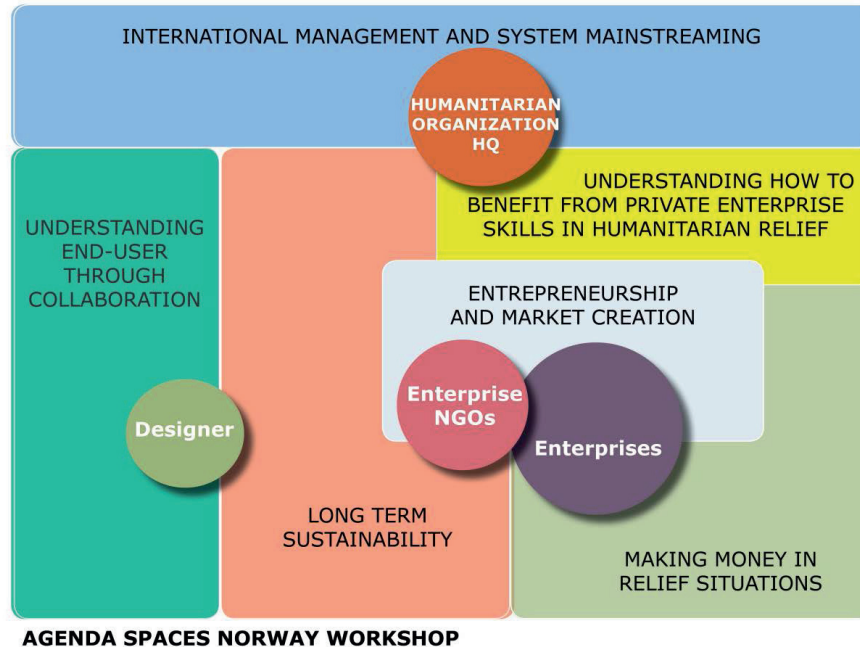 INTERNATIONAL MANAGEMENT AND SYSTEM MAINSTREAMING
HUMANITARIAN
ORGANIZATION
HQ
UNDERSTANDING HOW TO
BENEFIT FROM PRIVATE ENTERPRISE
SKILLS IN HUMANITARIAN RELIEF
UNDERSTANDING
END-USER
THROUGH
COLLABORATION
ENTREPRENEURSHIP
AND MARKET CREATION
Enterprise
NGOs
Designer
Enterprises
LONG TERM
SUSTAINABILITY
MAKING MONEY IN
RELIEF SITUATIONS
AGENDA SPACES NORWAY WORKSHOP